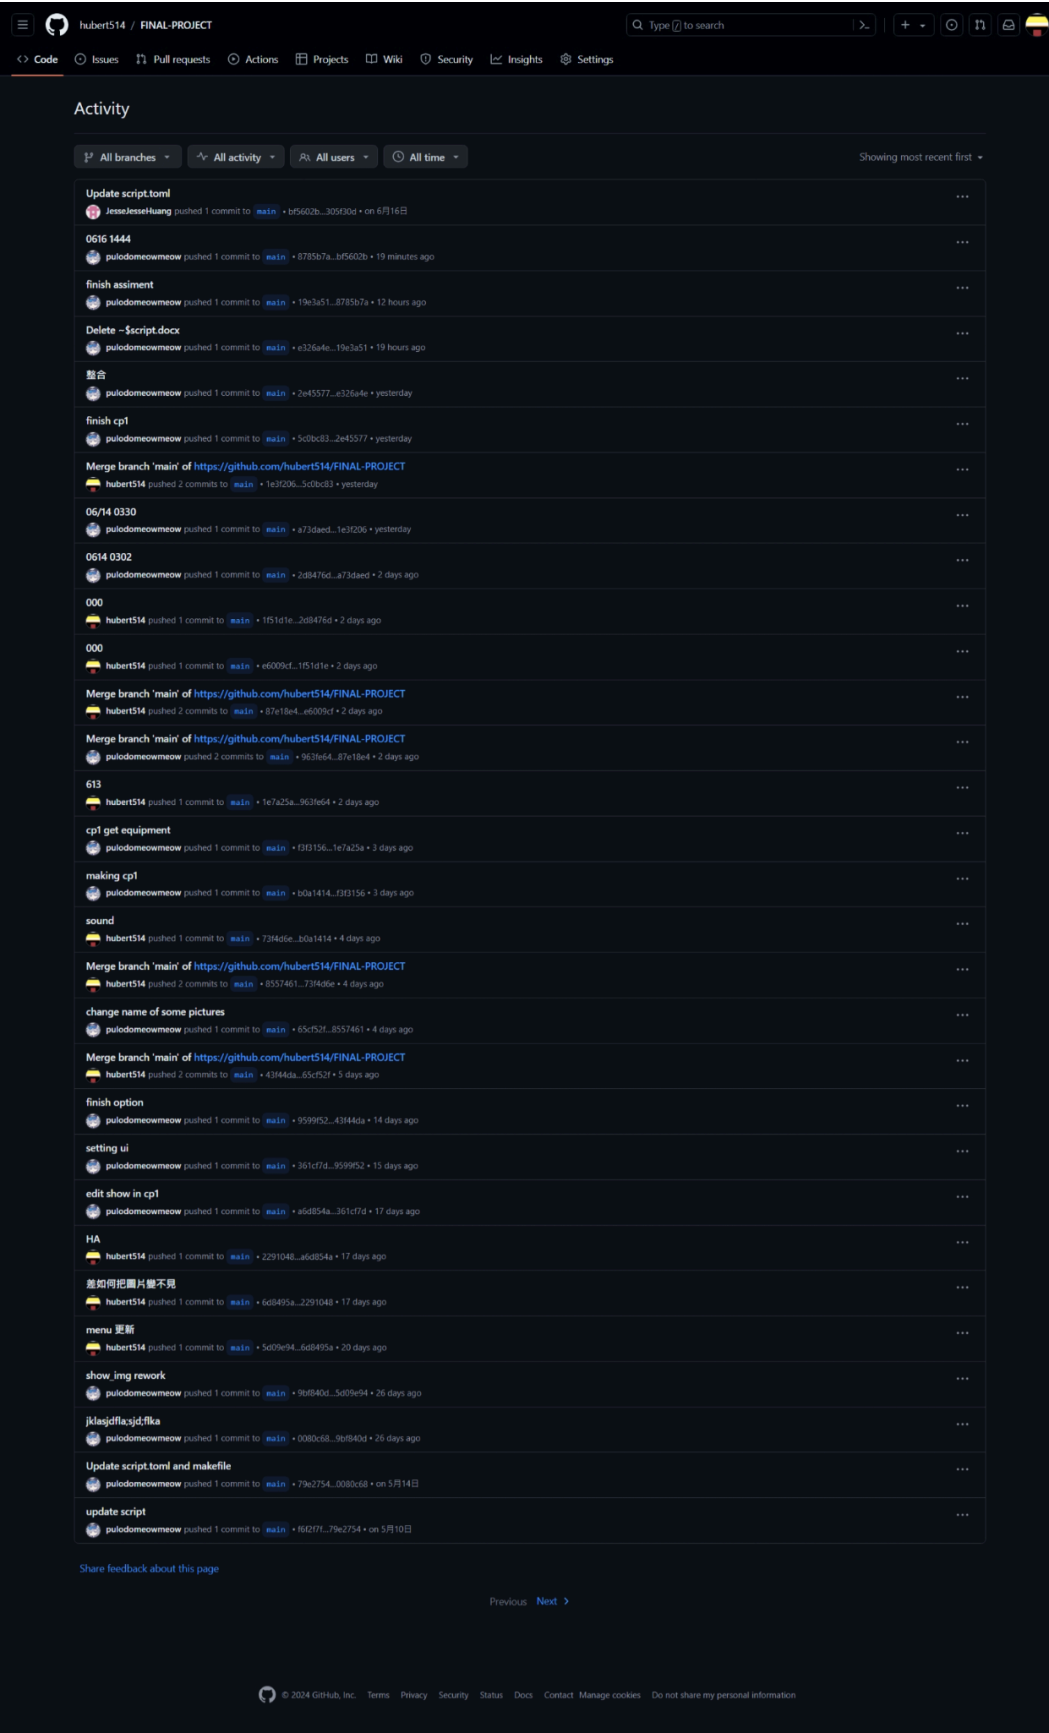 hubert514 / FINAL-PROJECT
Type / to search
Code Issues Pull requests Actions Projects Wiki Security Insights Settings
Activity
All branches All activity All users All time Showing most recent first
Update script.toml
JesseJesseHuang pushed 1 commit to main • bf5602b...305f30d • on 6月16日
0616 1444
pulodomeowmeow pushed 1 commit to main • 8785b7a...bf5602b • 19 minutes ago
finish assiment
pulodomeowmeow pushed 1 commit to main • 19e3a51...8785b7a • 12 hours ago
Delete ~$script.docx
pulodomeowmeow pushed 1 commit to main • e326a4e...19e3a51 • 19 hours ago
整合
pulodomeowmeow pushed 1 commit to main • 2e45577...e326a4e • yesterday
finish cp1
pulodomeowmeow pushed 1 commit to main • 5c0bc83...2e45577 • yesterday
Merge branch 'main' of https://github.com/hubert514/FINAL-PROJECT
hubert514 pushed 2 commits to main • 1e3f206...5c0bc83 • yesterday
06/14 0330
pulodomeowmeow pushed 1 commit to main • a73daed...1e3f206 • yesterday
0614 0302
pulodomeowmeow pushed 1 commit to main • 2d8476d...a73daed • 2 days ago
000
hubert514 pushed 1 commit to main • 1f51d1e...2d8476d • 2 days ago
000
hubert514 pushed 1 commit to main • e6009cf...1f51d1e • 2 days ago
Merge branch 'main' of https://github.com/hubert514/FINAL-PROJECT
hubert514 pushed 2 commits to main • 87e18e4...e6009cf • 2 days ago
Merge branch 'main' of https://github.com/hubert514/FINAL-PROJECT
pulodomeowmeow pushed 2 commits to main • 963fe64...87e18e4 • 2 days ago
613
hubert514 pushed 1 commit to main • 1e7a25a...963fe64 • 2 days ago
cp1 get equipment
pulodomeowmeow pushed 1 commit to main • f3f3156...1e7a25a • 3 days ago
making cp1
pulodomeowmeow pushed 1 commit to main • b0a1414...f3f3156 • 3 days ago
sound
hubert514 pushed 1 commit to main • 73f4d6e...b0a1414 • 4 days ago
Merge branch 'main' of https://github.com/hubert514/FINAL-PROJECT
hubert514 pushed 2 commits to main • 8557461...73f4d6e • 4 days ago
change name of some pictures
pulodomeowmeow pushed 1 commit to main • 65cf52f...8557461 • 4 days ago
Merge branch 'main' of https://github.com/hubert514/FINAL-PROJECT
hubert514 pushed 2 commits to main • 43f44da...65cf52f • 5 days ago
finish option
pulodomeowmeow pushed 1 commit to main • 9599f52...43f44da • 14 days ago
setting ui
pulodomeowmeow pushed 1 commit to main • 361cf7d...9599f52 • 15 days ago
edit show in cp1
pulodomeowmeow pushed 1 commit to main • a6d854a...361cf7d • 17 days ago
HA
hubert514 pushed 1 commit to main • 2291048...a6d854a • 17 days ago
差如何把圖片變不見
hubert514 pushed 1 commit to main • 6d8495a...2291048 • 17 days ago
menu 更新
hubert514 pushed 1 commit to main • 5d09e94...6d8495a • 20 days ago
show_img rework
pulodomeowmeow pushed 1 commit to main • 9bf840d...5d09e94 • 26 days ago
jklasjdfla;sjd;flka
pulodomeowmeow pushed 1 commit to main • 0080c68...9bf840d • 26 days ago
Update script.toml and makefile
pulodomeowmeow pushed 1 commit to main • 79e2754...0080c68 • on 5月14日
update script
pulodomeowmeow pushed 1 commit to main • f6f2f7f...79e2754 • on 5月10日
Share feedback about this page
Previous Next
© 2024 GitHub, Inc. Terms Privacy Security Status Docs Contact Manage cookies Do not share my personal information